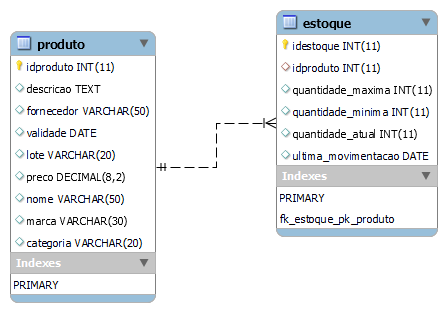 produto
idproduto INT(11)
descricao TEXT
fornecedor VARCHAR(50)
validade DATE
lote VARCHAR(20)
preco DECIMAL(8,2)
nome VARCHAR(50)
marca VARCHAR(30)
categoria VARCHAR(20)
Indexes
PRIMARY
estoque
idestoque INT(11)
idproduto INT(11)
quantidade_maxima INT(11)
quantidade_minima INT(11)
quantidade_atual INT(11)
ultima_movimentacao DATE
Indexes
PRIMARY
fk_estoque_pk_produto